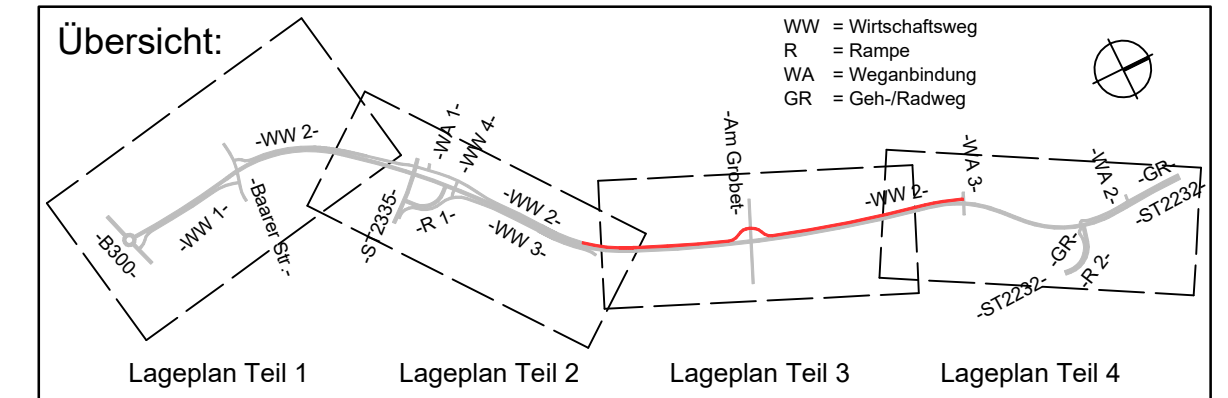 Übersicht:
WW = Wirtschaftsweg
R = Rampe
WA = Weganbindung
GR = Geh-/Radweg
-B300-
-WW 1-
-WW 2-
-Baarer Str.-
-ST2335-
-R 1-
-WA 1-
-WW 4-
-WW 2-
-WW 3-
-Am Grobet-
-WW 2-
-WA 3-
-WA 2-
-GR-
-ST2232-
-GR-
-R 2-
-ST2232-
Lageplan Teil 1
Lageplan Teil 2
Lageplan Teil 3
Lageplan Teil 4